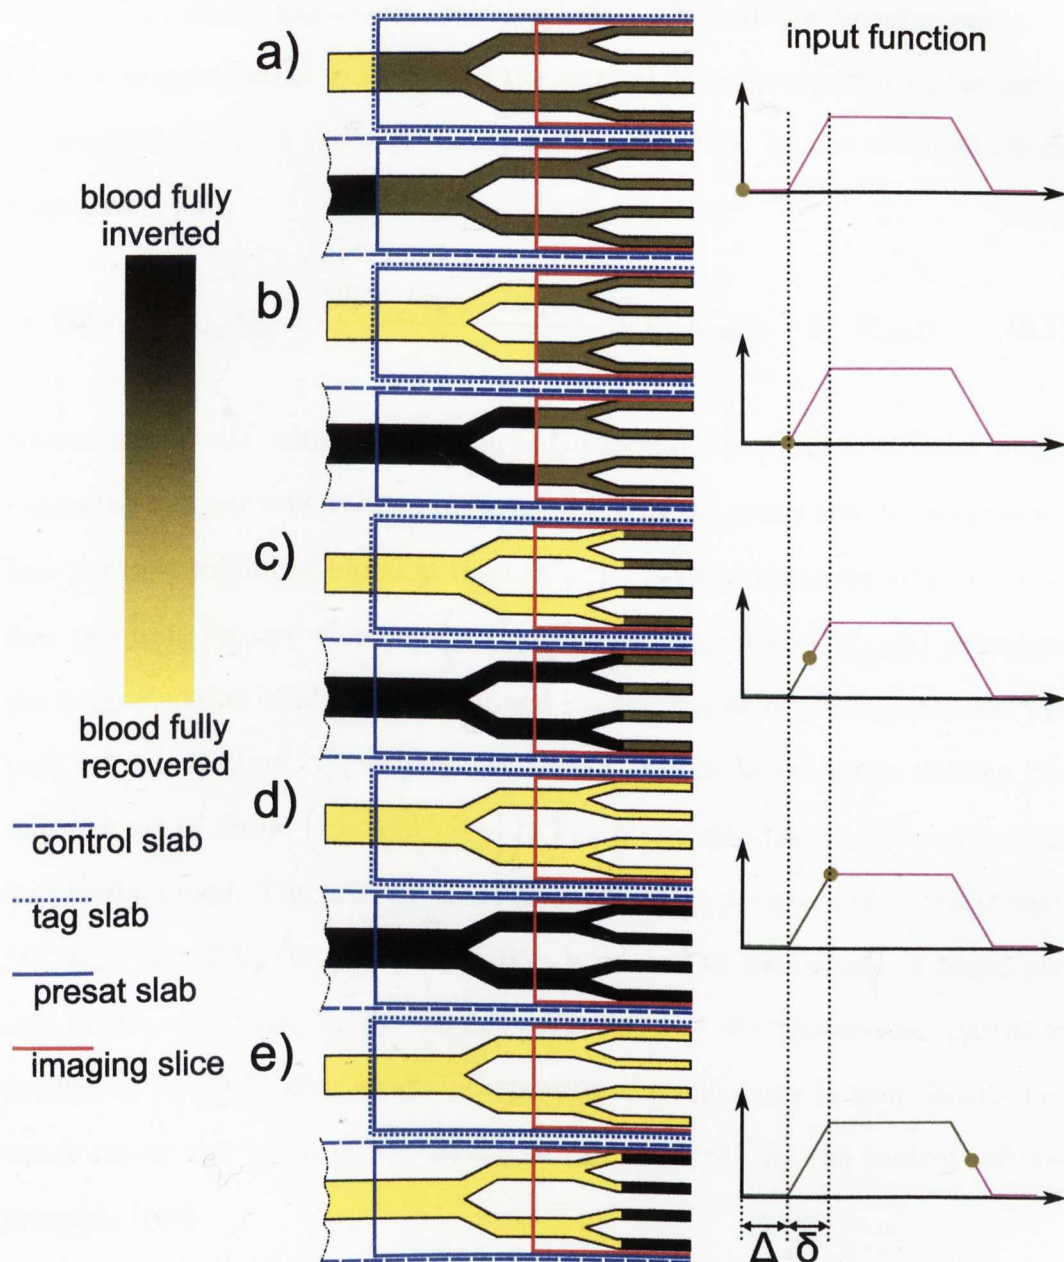 a)
input function
blood fully
inverted
b)
c)
blood fully
recovered
d)
control slab
tag slab
presat slab
imaging slice
e)
Δ δ